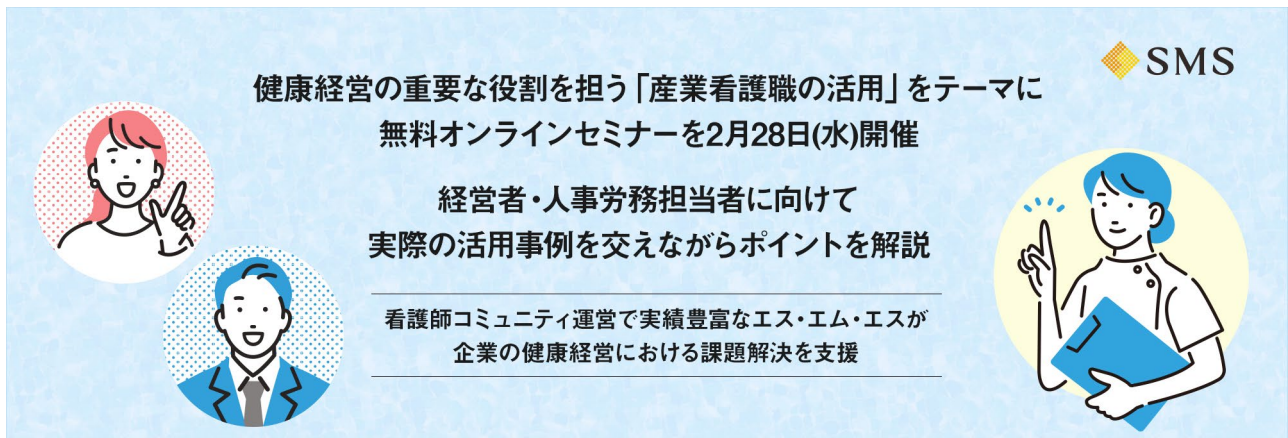 SMS
健康経営の重要な役割を担う「産業看護職の活用」をテーマに
無料オンラインセミナーを2月28日(水)開催
経営者・人事労務担当者に向けて
実際の活用事例を交えながらポイントを解説
看護師コミュニティ運営で実績豊富なエス・エム・エスが
企業の健康経営における課題解決を支援